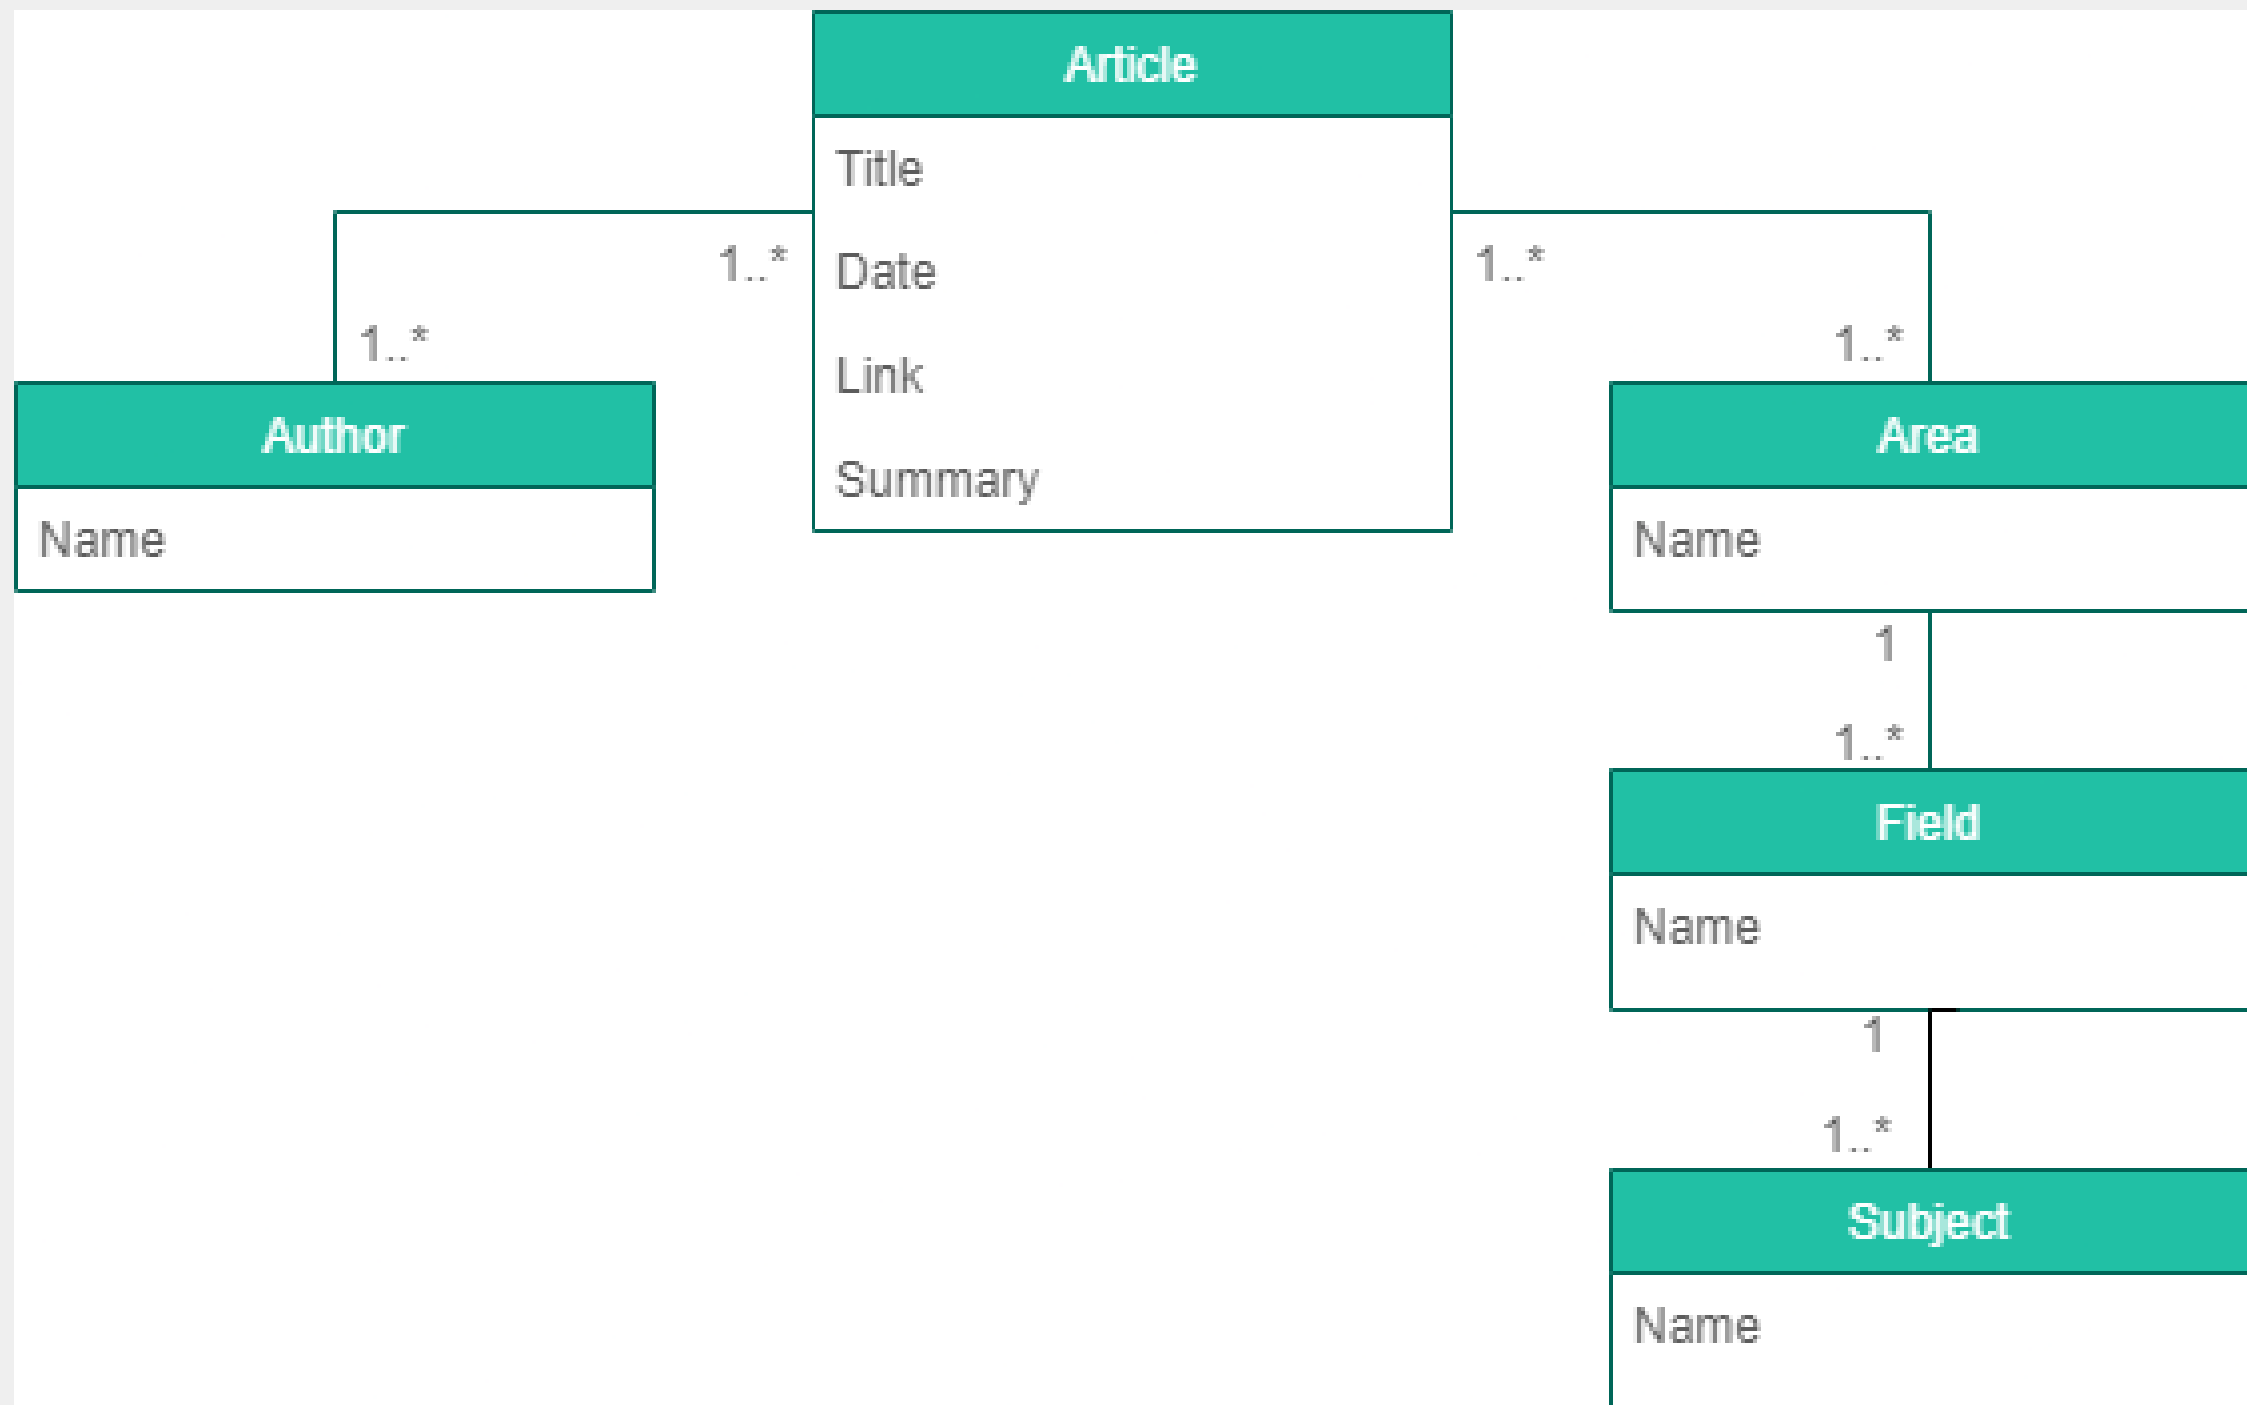 Article
Title
Date
Link
Summary
1..*
1..*
1..*
1..*
Author
Name
Area
Name
1
1..*
Field
Name
1
1..*
Subject
Name